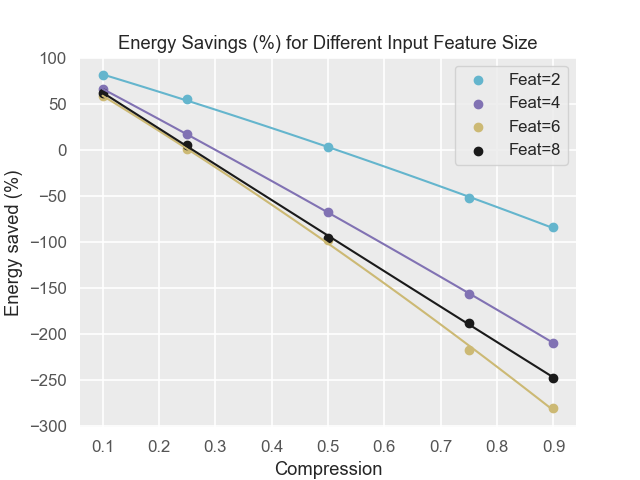 Energy Savings (%) for Different Input Feature Size
Energy saved (%)
100
50
0
−50
−100
−150
−200
−250
−300
Feat=2
Feat=4
Feat=6
Feat=8
0.1 0.2 0.3 0.4 0.5 0.6 0.7 0.8 0.9
Compression